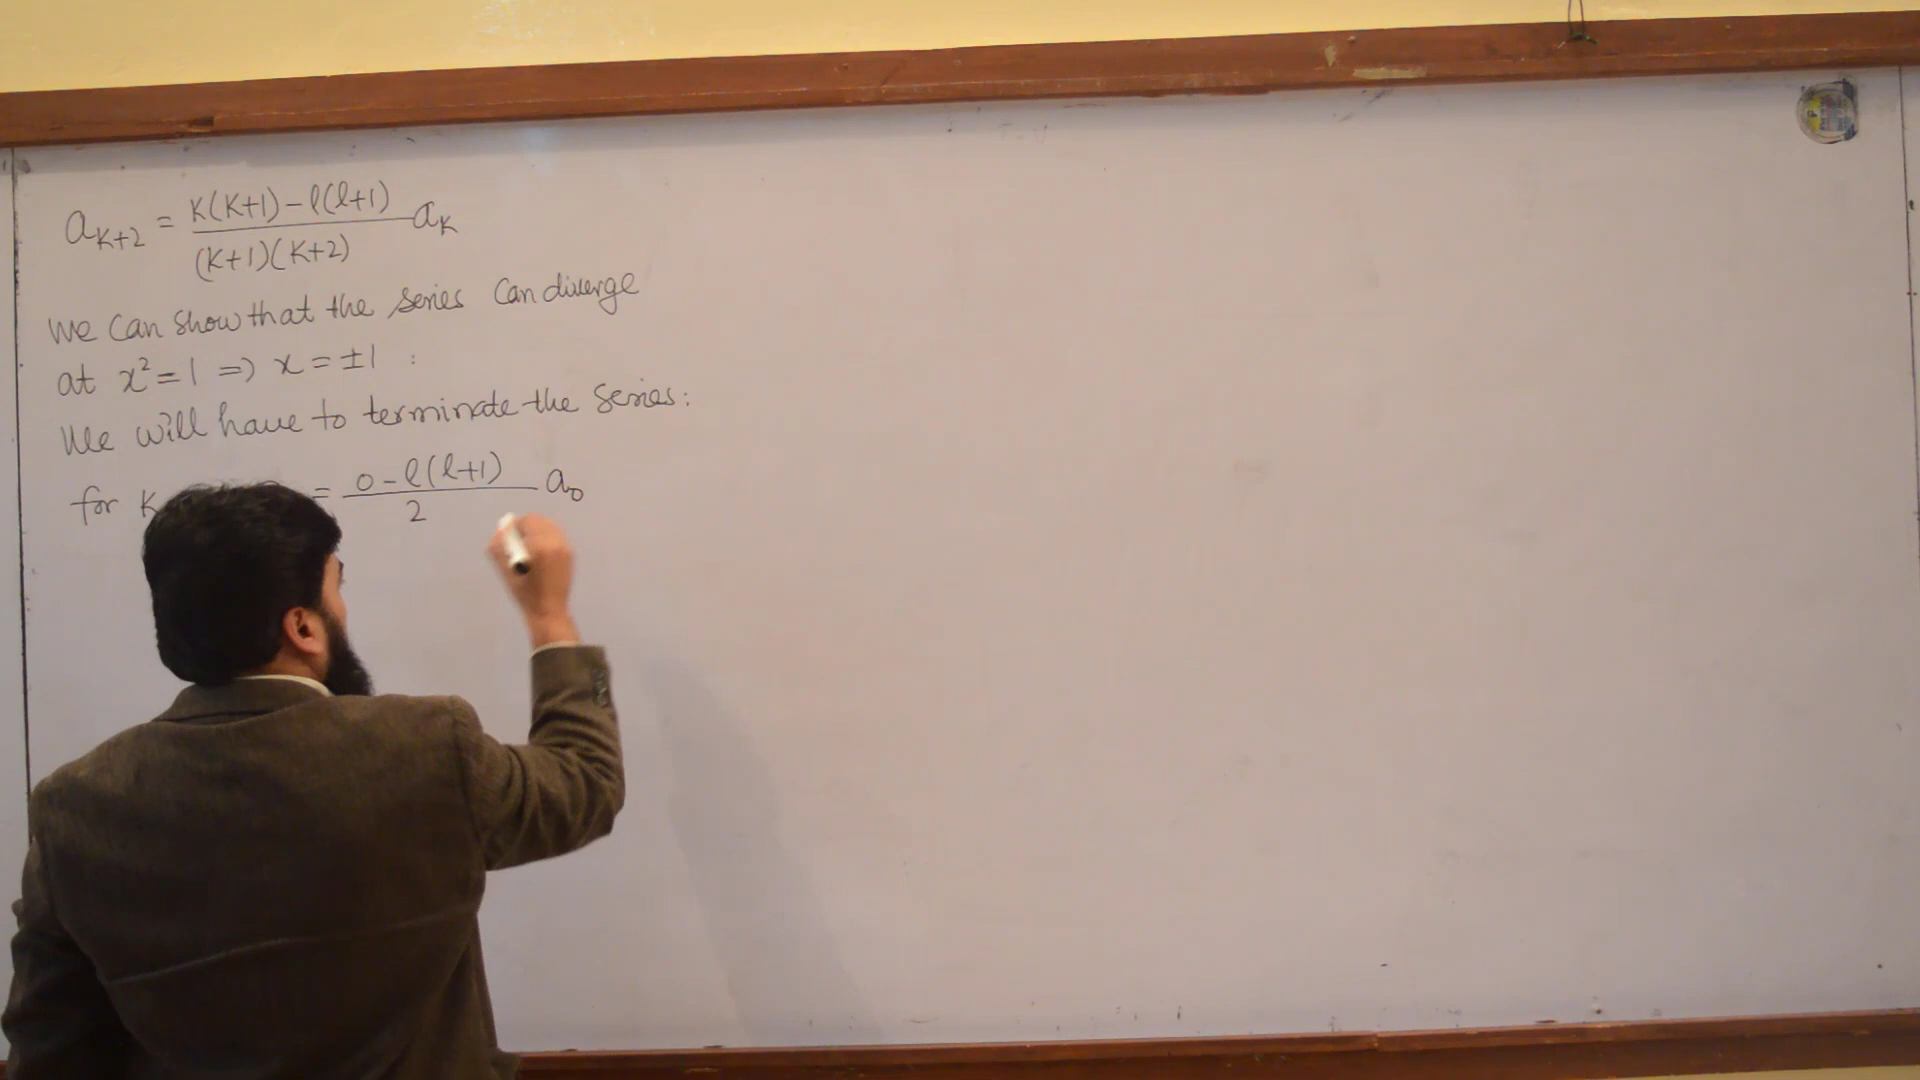 a_{K+2} = \frac{K(K+1) - l(l+1)}{(K+1)(K+2)} a_K
We can show that the series can diverge
at x² = 1 => x = ±1 :
We will have to terminate the series:
for K = \frac{0 - l(l+1)}{2} a_0